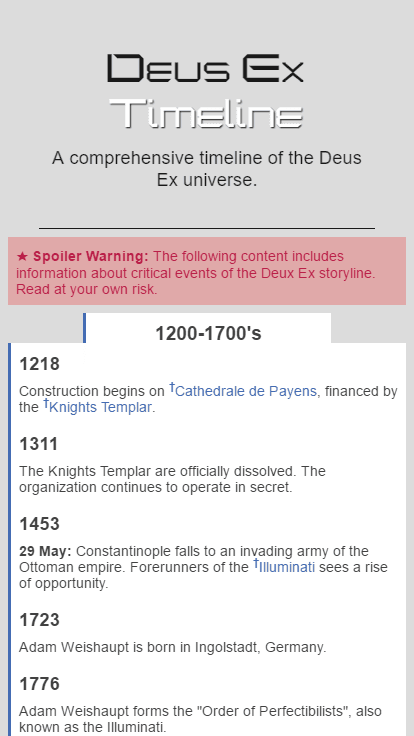 Deus Ex
Timeline
A comprehensive timeline of the Deus
Ex universe.
★ Spoiler Warning: The following content includes
information about critical events of the Deux Ex storyline.
Read at your own risk.
1200-1700's
1218
Construction begins on †Cathedrale de Payens, financed by
the †Knights Templar.
1311
The Knights Templar are officially dissolved. The
organization continues to operate in secret.
1453
29 May: Constantinople falls to an invading army of the
Ottoman empire. Forerunners of the †Illuminati sees a rise
of opportunity.
1723
Adam Weishaupt is born in Ingolstadt, Germany.
1776
Adam Weishaupt forms the "Order of Perfectibilists", also
known as the Illuminati.